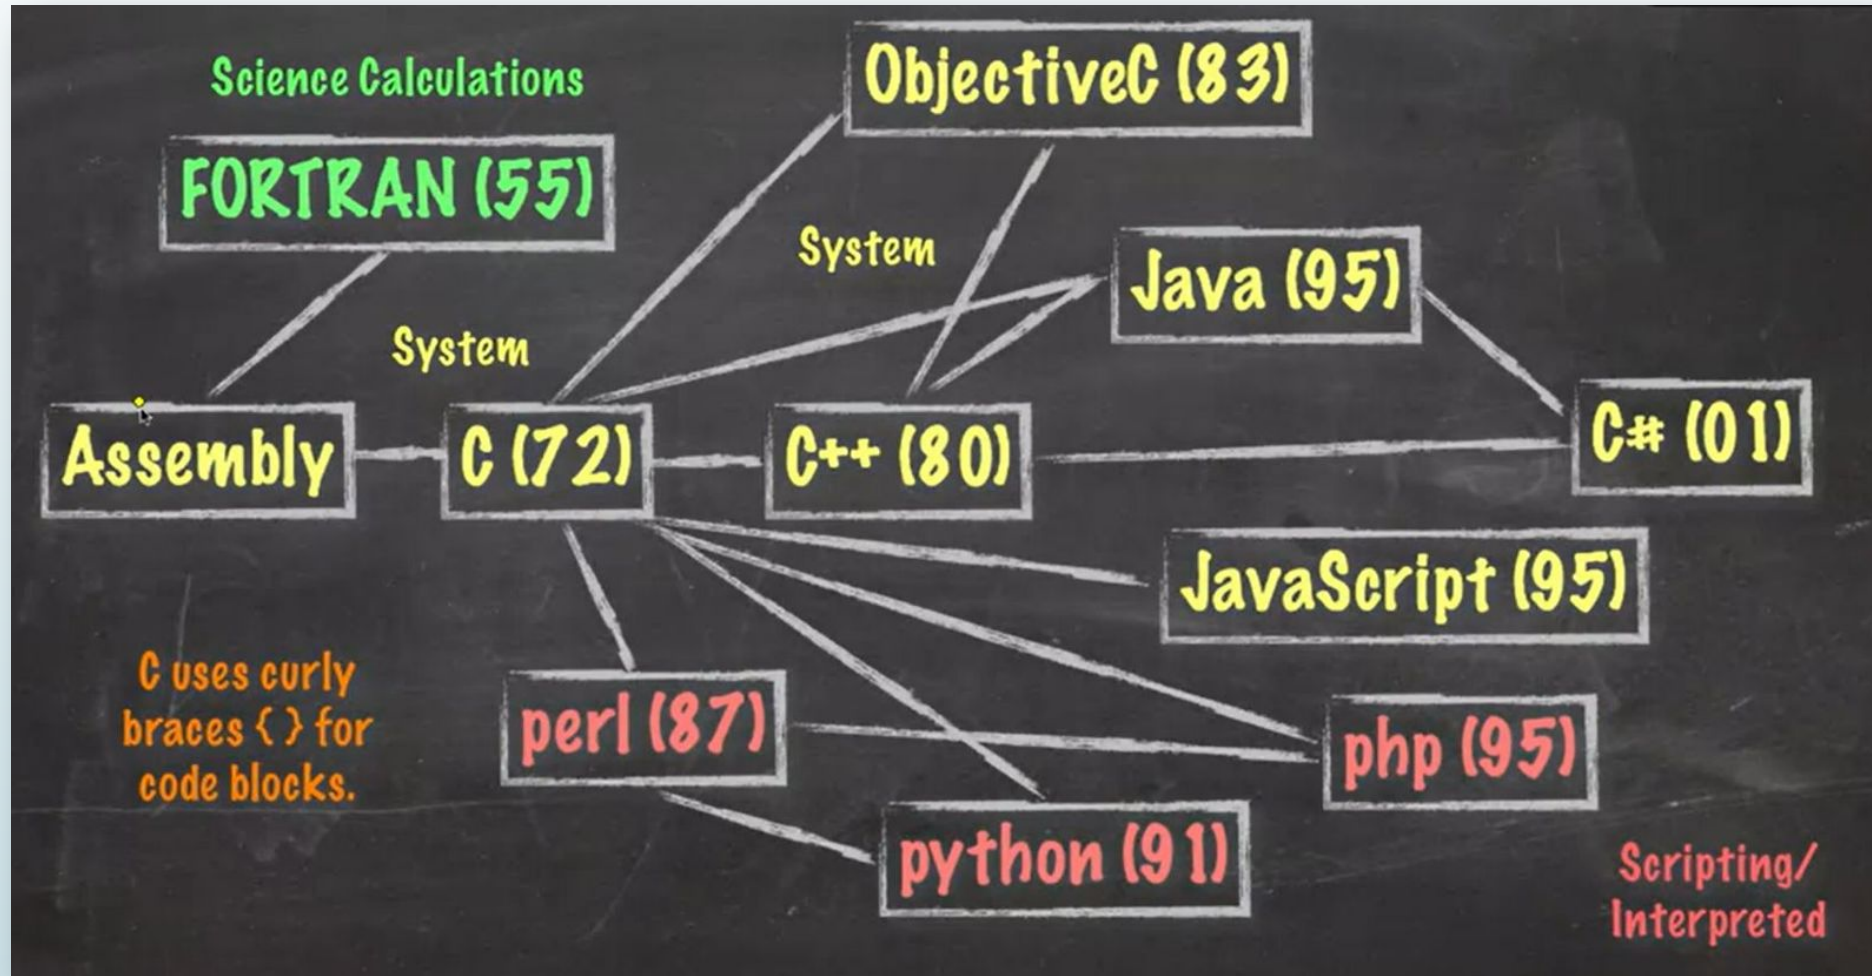 ObjectiveC (83)
Science Calculations
FORTRAN (55)
System
Java (95)
System
Assembly
C (72)
C++ (80)
C# (01)
JavaScript (95)
C uses curly
braces { } for
code blocks.
perl (87)
php (95)
python (91)
Scripting/
Interpreted